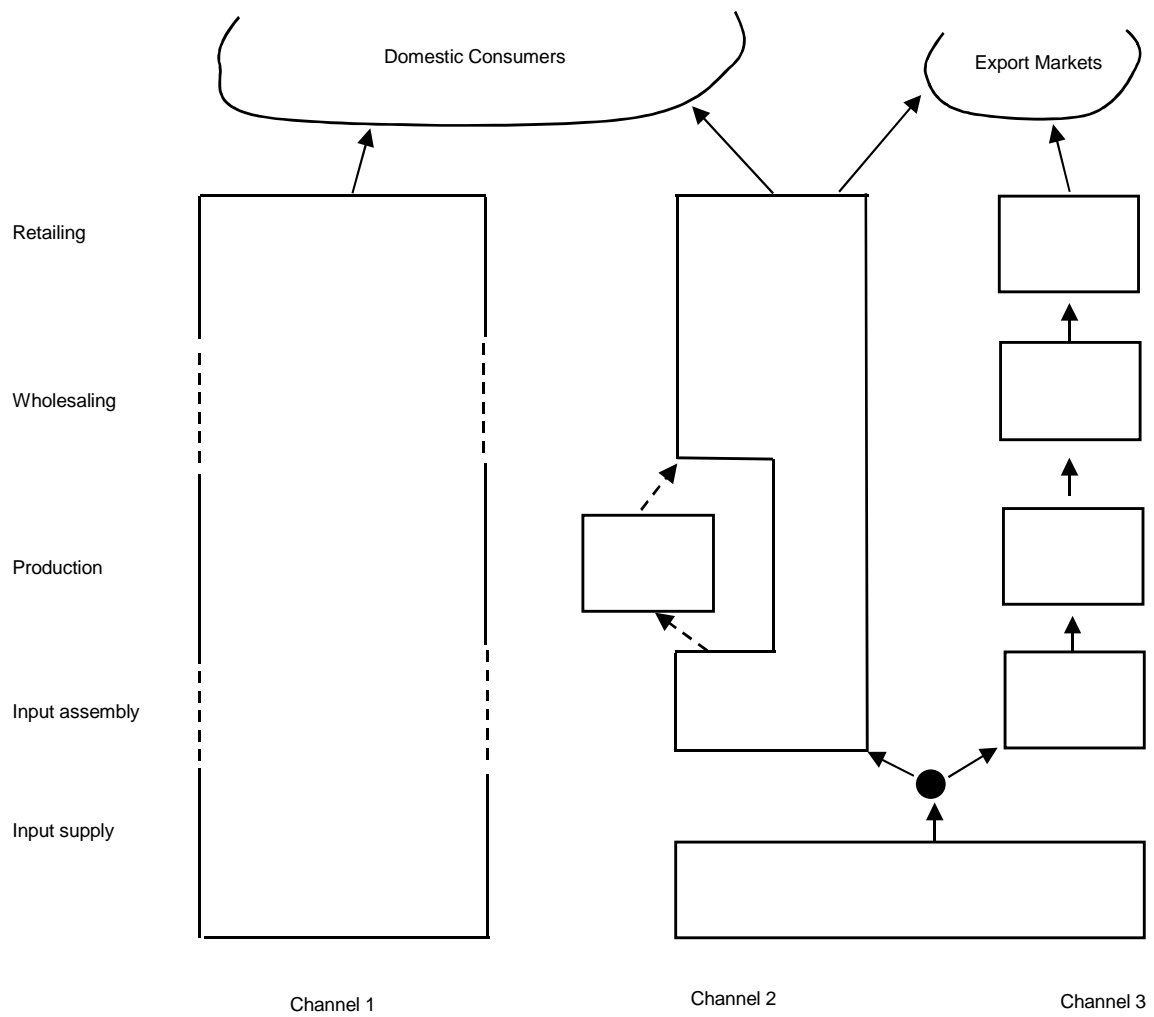 Domestic Consumers
Export Markets
Retailing
Wholesaling
Production
Input assembly
Input supply
Channel 1
Channel 2
Channel 3